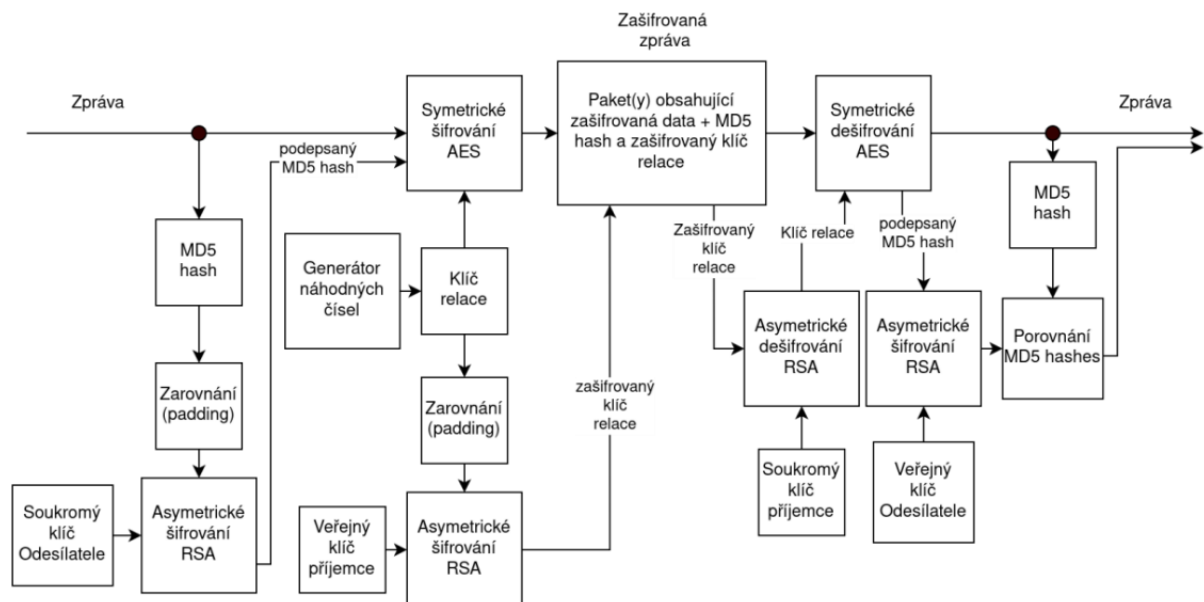 Zašifrovaná
zpráva
Zpráva
Symetrické
šifrování
AES
Paket(y) obsahující
zašifrovaná data + MD5
hash a zašifrovaný klíč
relace
Symetrické
dešifrování
AES
Zpráva
podepsaný
MD5 hash
MD5
hash
MD5
hash
Generátor
náhodných
čísel
Klíč
relace
Zašifrovaný
klíč
relace
Klíč relace
podepsaný
MD5 hash
Asymetrické
dešifrování
RSA
Asymetrické
šifrování
RSA
Porovnání
MD5 hashes
Zarovnání
(padding)
Zarovnání
(padding)
zašifrovaný
klíč
relace
Soukromý
klíč
Odesílatele
Asymetrické
šifrování
RSA
Veřejný
klíč
příjemce
Asymetrické
šifrování
RSA
Soukromý
klíč
příjemce
Veřejný
klíč
Odesílatele